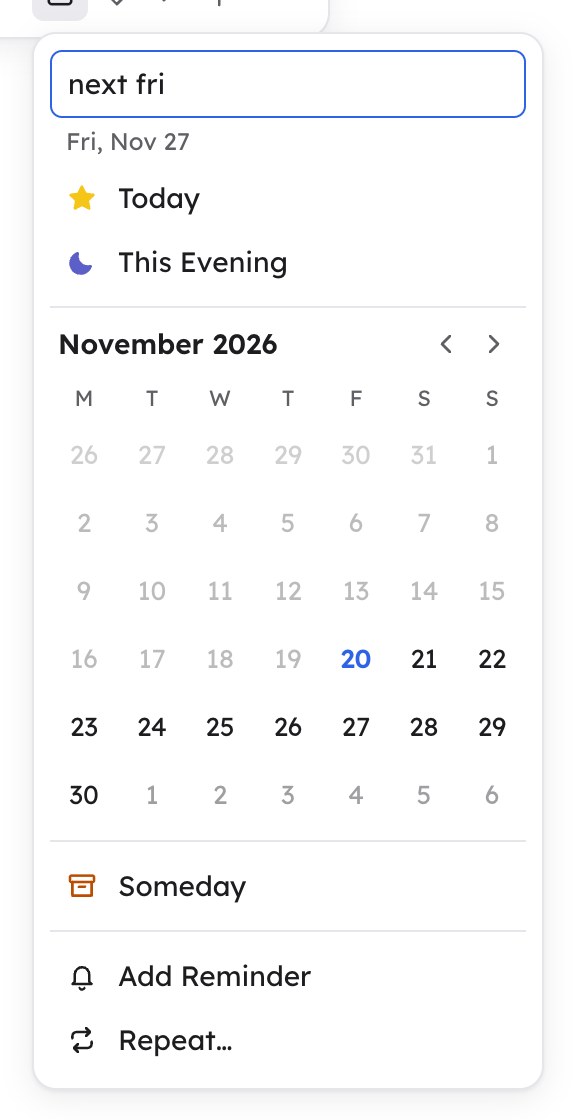 next fri
Fri, Nov 27
Today
This Evening
November 2026
M T W T F S S
26 27 28 29 30 31 1
2 3 4 5 6 7 8
9 10 11 12 13 14 15
16 17 18 19 20 21 22
23 24 25 26 27 28 29
30 1 2 3 4 5 6
Someday
Add Reminder
Repeat...